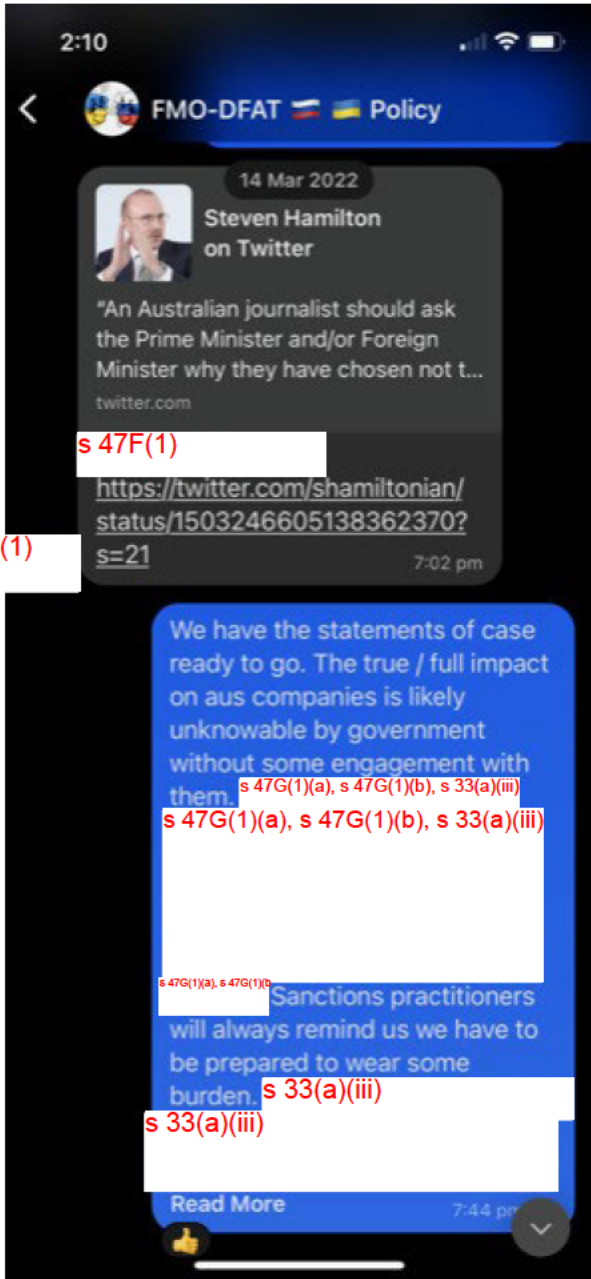 2:10
FMO-DFAT 🇷🇺 🇺🇦 Policy
14 Mar 2022
Steven Hamilton
on Twitter
"An Australian journalist should ask
the Prime Minister and/or Foreign
Minister why they have chosen not t...
twitter.com
s 47F(1)
https://twitter.com/shamiltonian/
status/1503246605138362370?
(1)
s=21
7:02 pm
We have the statements of case
ready to go. The true / full impact
on aus companies is likely
unknowable by government
without some engagement with
them. s 47G(1)(a), s 47G(1)(b), s 33(a)(iii)
s 47G(1)(a), s 47G(1)(b), s 33(a)(iii)
s 47G(1)(a), s 47G(1)(b
Sanctions practitioners
will always remind us we have to
be prepared to wear some
burden. s 33(a)(iii)
s 33(a)(iii)
Read More
7:44 pm
👍